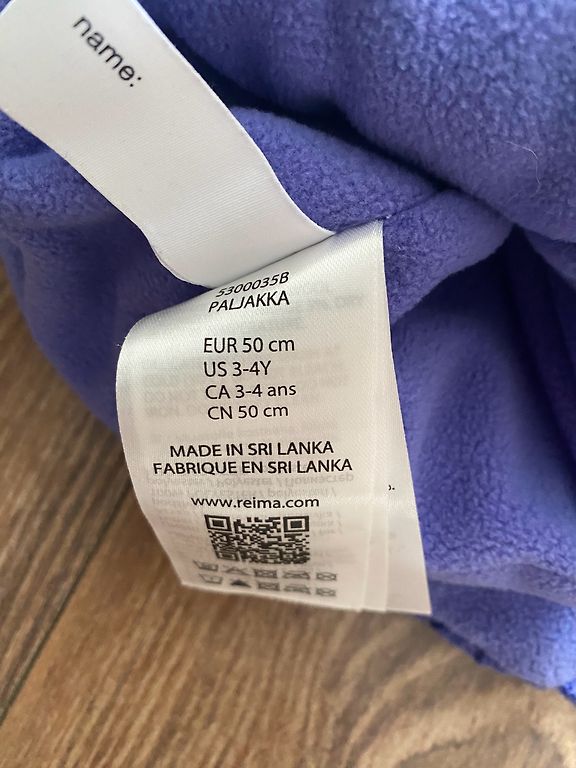 name:
5300035B
PALJAKKA
EUR 50 cm
US 3-4Y
CA 3-4 ans
CN 50 cm
MADE IN SRI LANKA
FABRIQUE EN SRI LANKA
www.reima.com